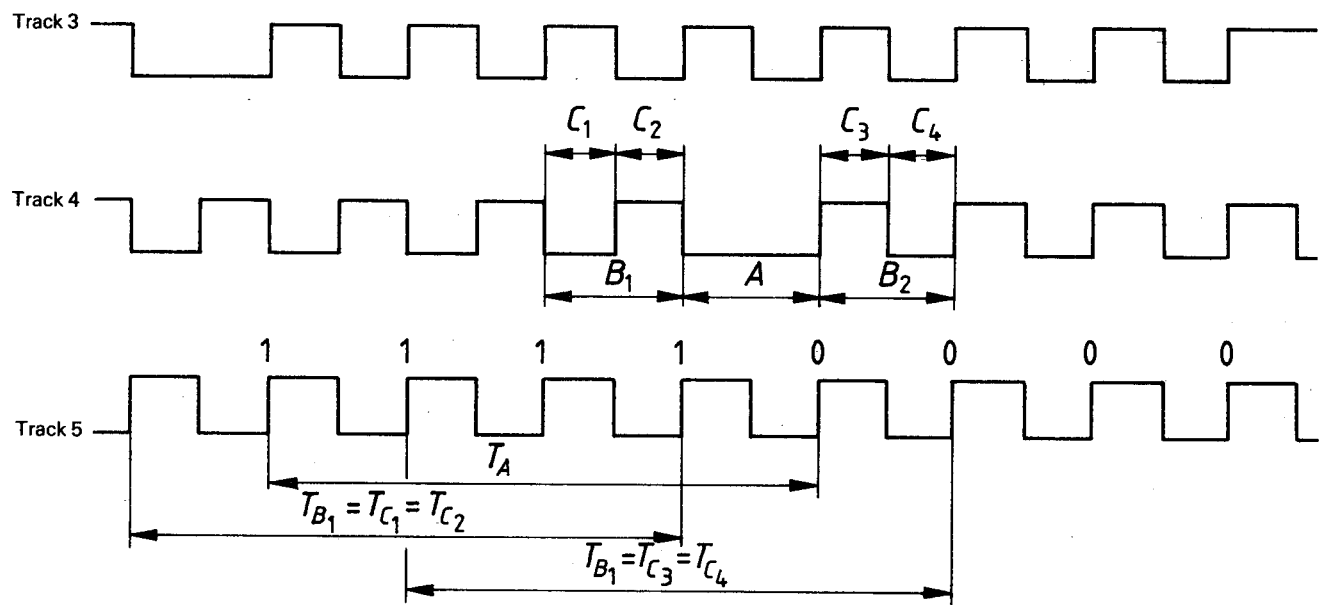 Track 3
C1 C2 C3 C4
Track 4
B1 A B2
1 1 1 1 0 0 0 0
Track 5
TA
TB1 = TC1 = TC2
TB1 = TC3 = TC4